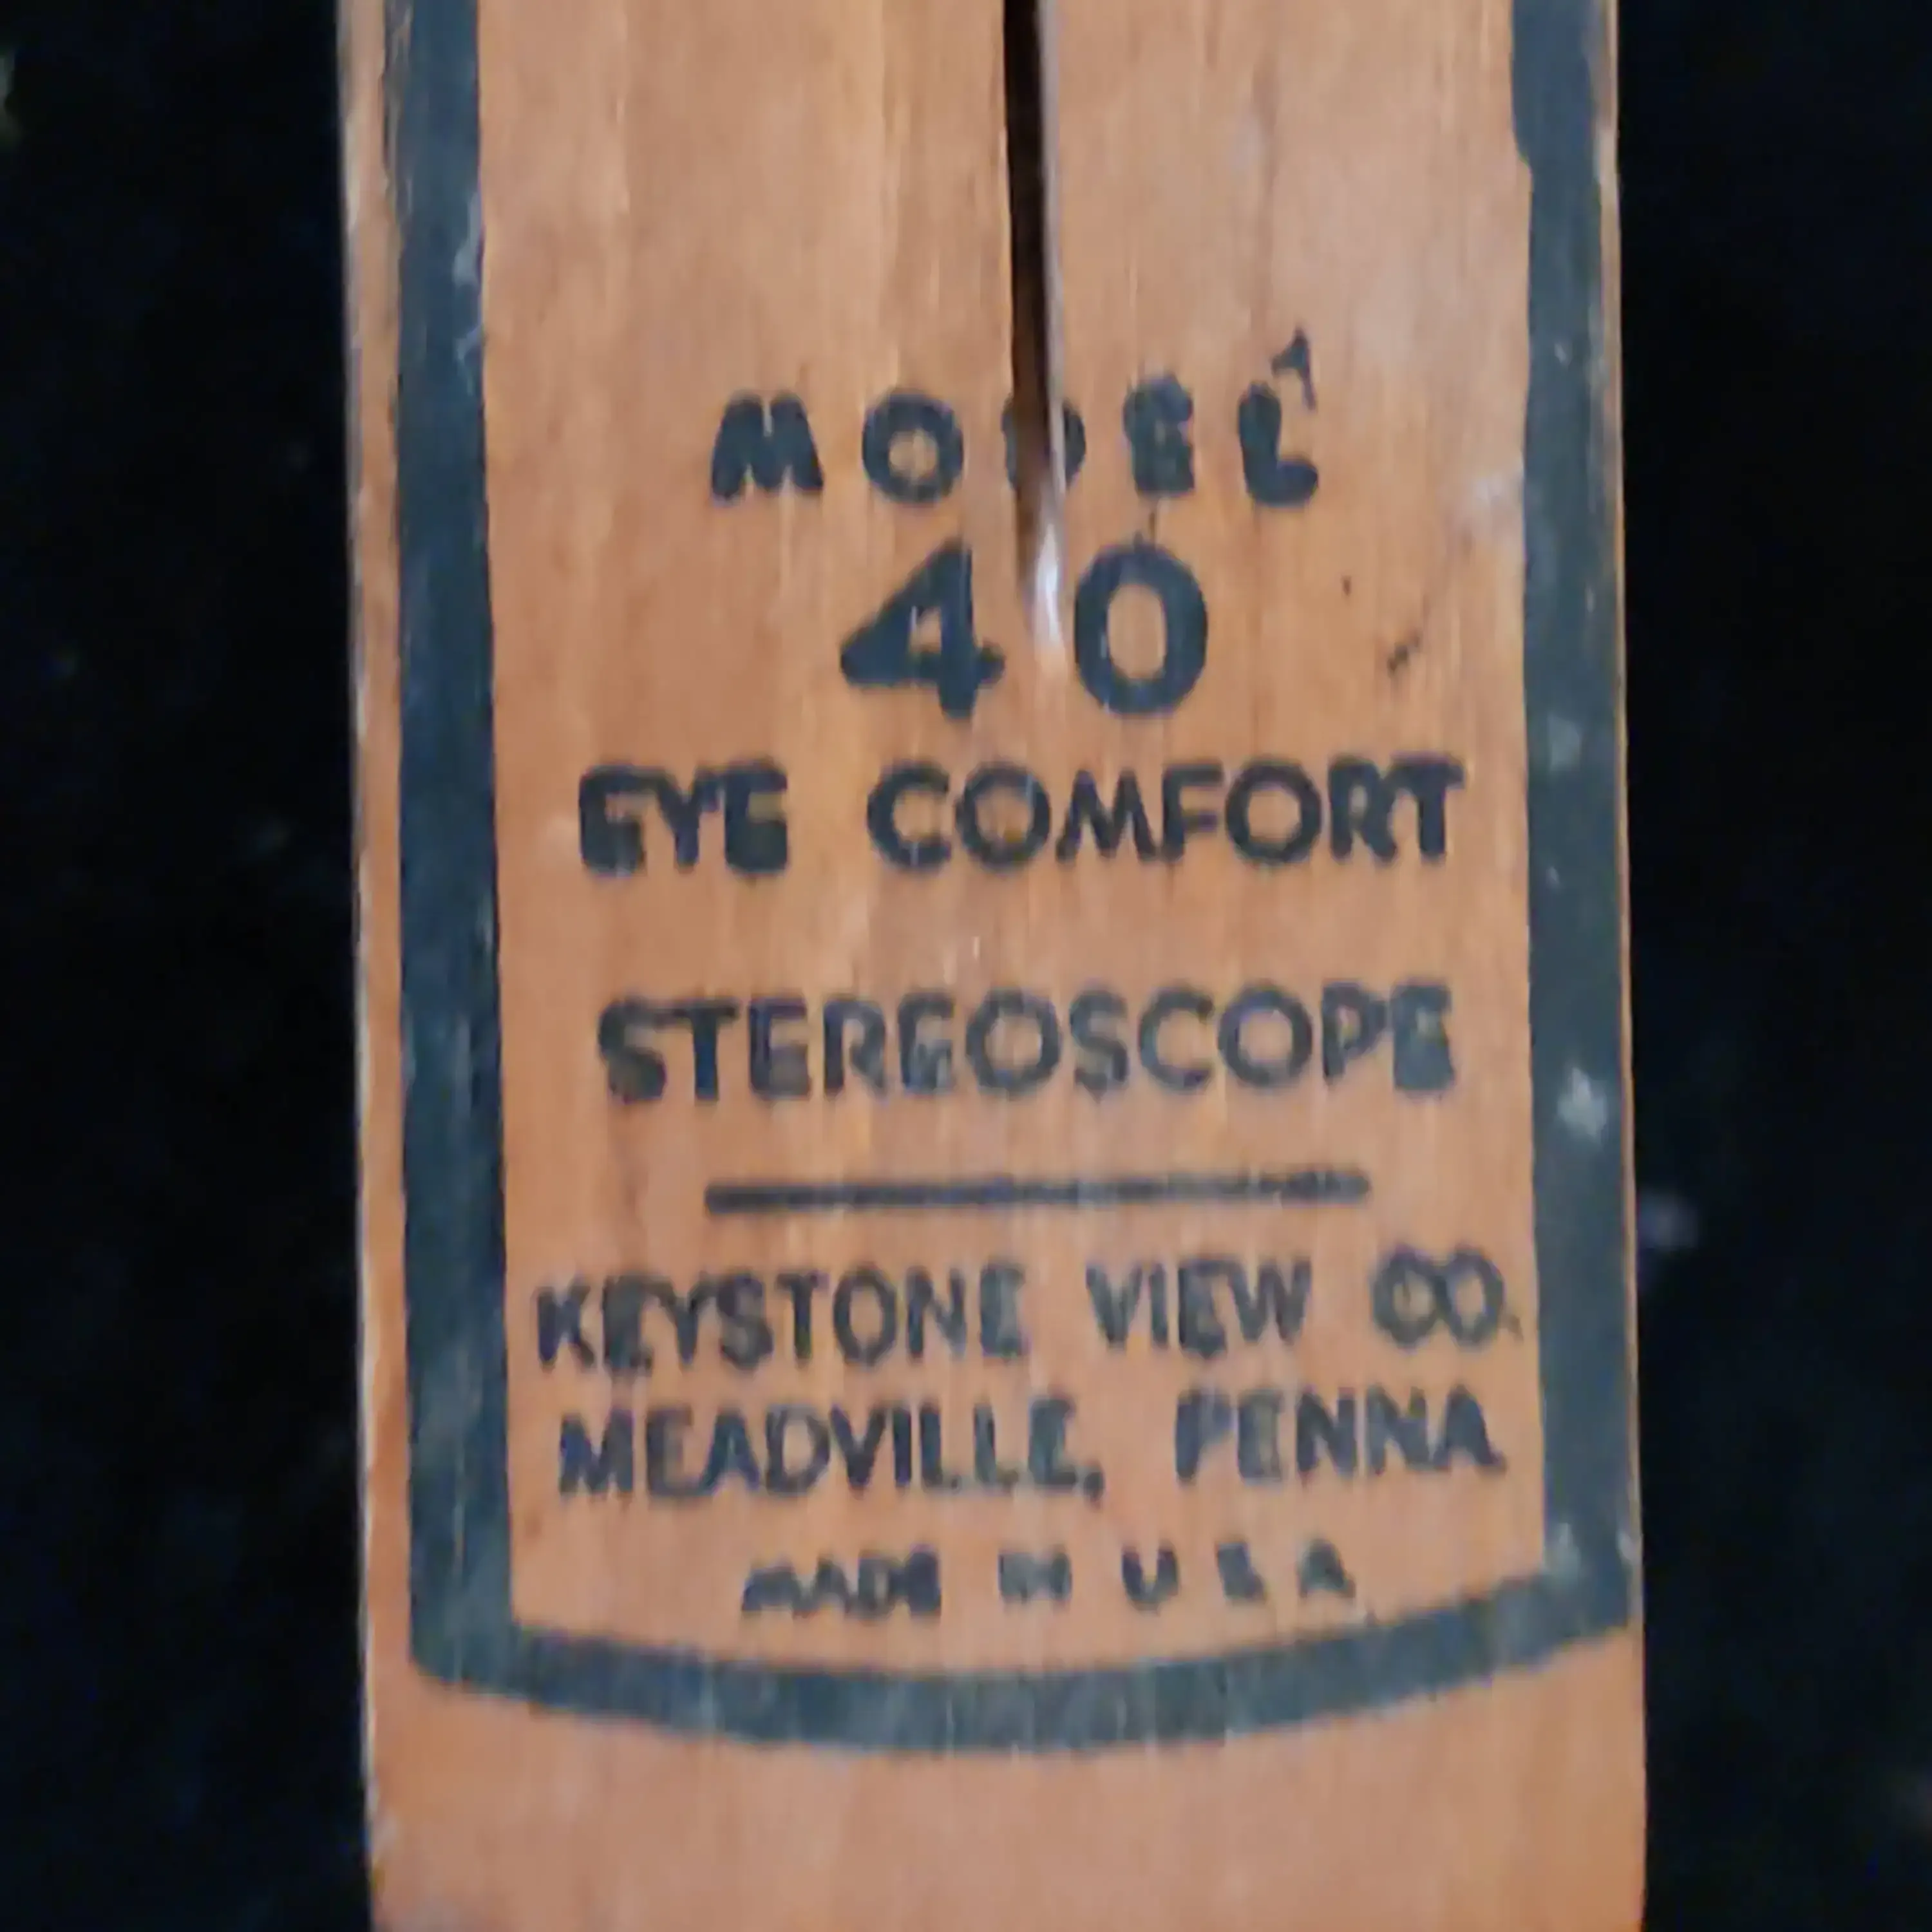 MODEL
40
EYE COMFORT
STEREOSCOPE
KEYSTONE VIEW CO.
MEADVILLE, PENNA.
MADE IN U S A